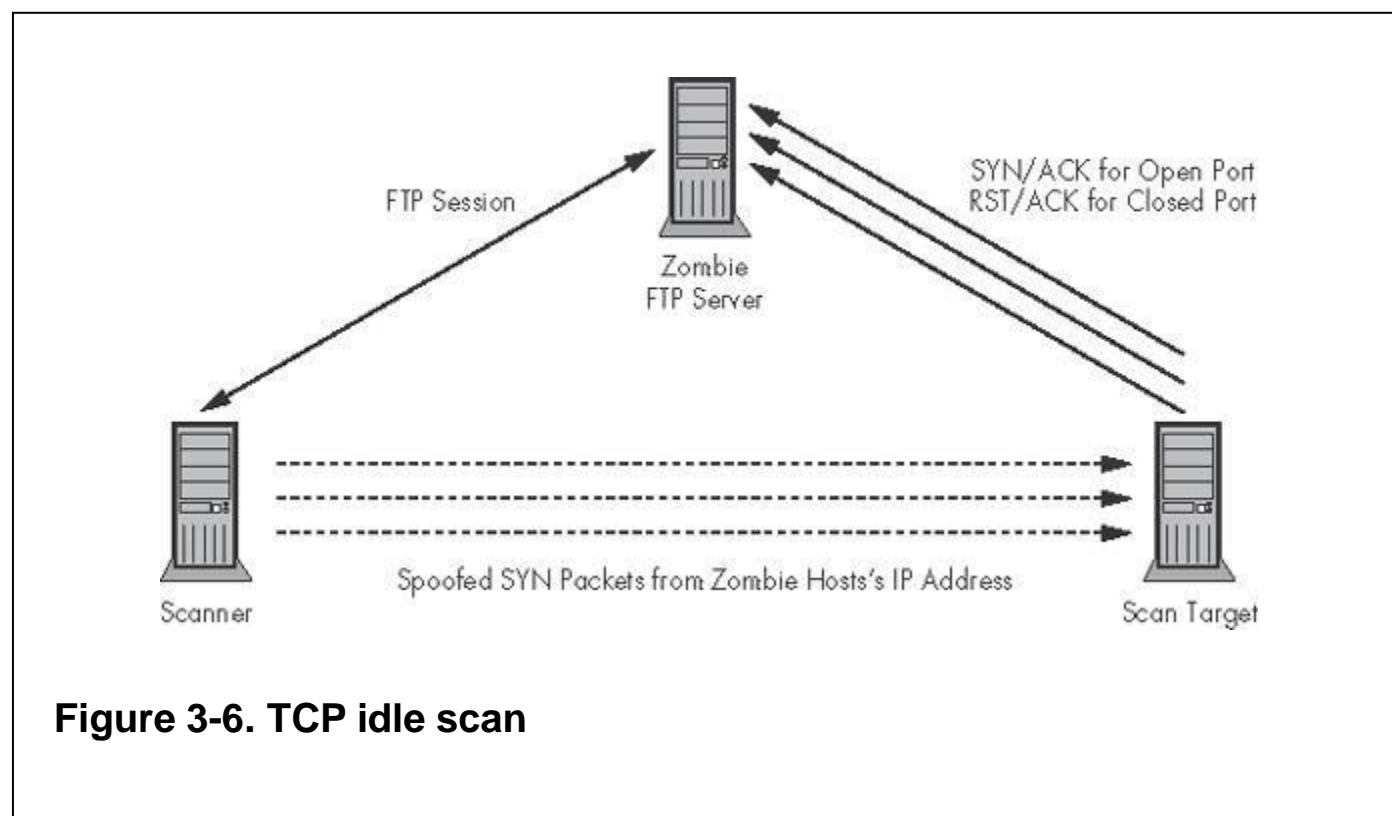 FTP Session
SYN/ACK for Open Port
RST/ACK for Closed Port
Zombie
FTP Server
Spoofed SYN Packets from Zombie Hosts's IP Address
Scanner
Scan Target
Figure 3-6. TCP idle scan